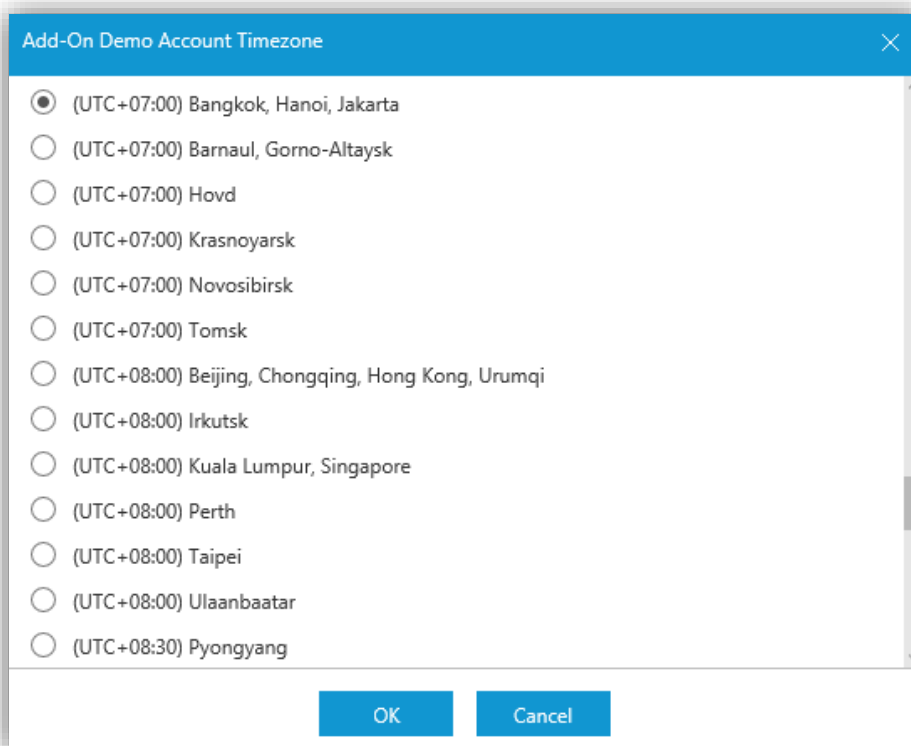 Add-On Demo Account Timezone
(UTC+07:00) Bangkok, Hanoi, Jakarta
(UTC+07:00) Barnaul, Gorno-Altaysk
(UTC+07:00) Hovd
(UTC+07:00) Krasnoyarsk
(UTC+07:00) Novosibirsk
(UTC+07:00) Tomsk
(UTC+08:00) Beijing, Chongqing, Hong Kong, Urumqi
(UTC+08:00) Irkutsk
(UTC+08:00) Kuala Lumpur, Singapore
(UTC+08:00) Perth
(UTC+08:00) Taipei
(UTC+08:00) Ulaanbaatar
(UTC+08:30) Pyongyang
OK Cancel